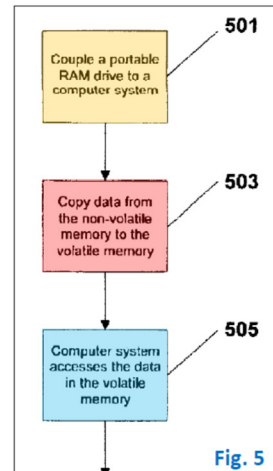 501
Couple a portable
RAM drive to a
computer system
503
Copy data from
the non-volatile
memory to the
volatile memory
505
Computer system
accesses the data
in the volatile
memory
Fig. 5